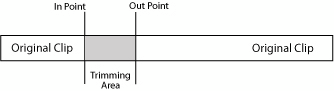 In Point
Out Point
Original Clip
Original Clip
Trimming
Area